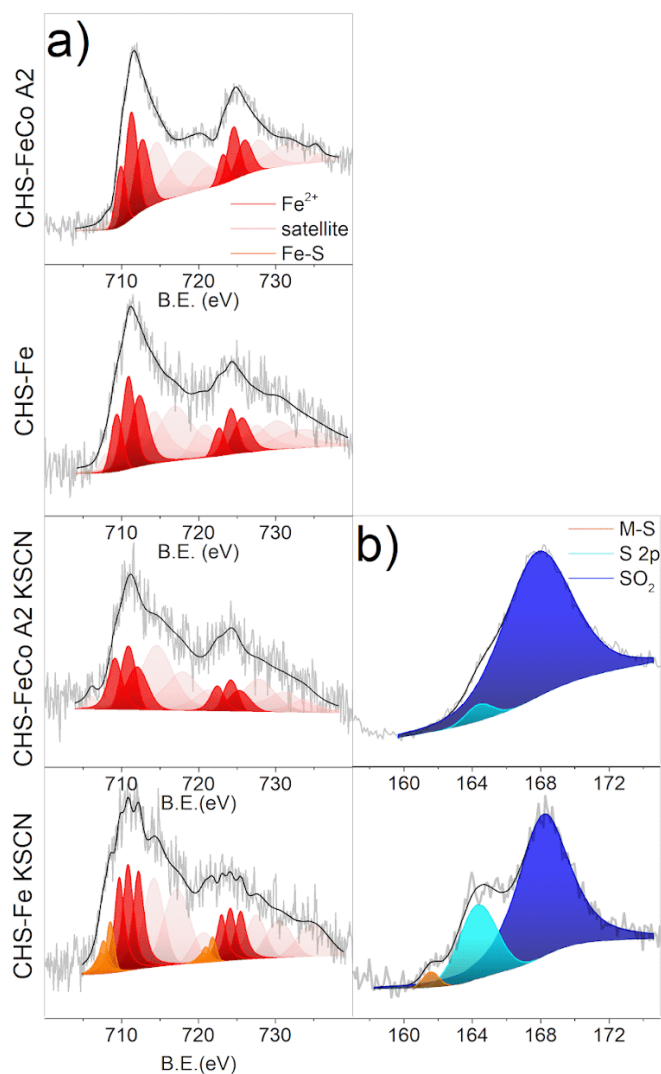 a)
CHS-FeCo A2
Fe²⁺
satellite
Fe-S
710 720 730
B.E. (eV)
CHS-Fe
710 720 730
B.E. (eV)
CHS-FeCo A2 KSCN
710 720 730
B.E.(eV)
b)
M-S
S 2p
SO₂
160 164 168 172
CHS-Fe KSCN
710 720 730
B.E. (eV)
160 164 168 172